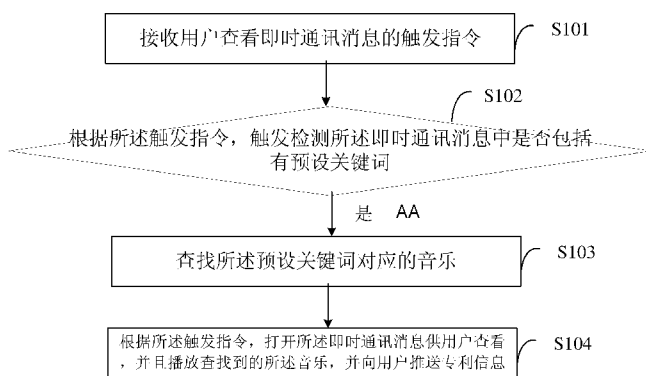 接收用户查看即时通讯消息的触发指令
S101
S102
根据所述触发指令，触发检测所述即时通讯消息中是否包括
有预设关键词
是 AA
查找所述预设关键词对应的音乐
S103
根据所述触发指令，打开所述即时通讯消息供用户查看
，并且播放查找到的所述音乐，并向用户推送专利信息
S104